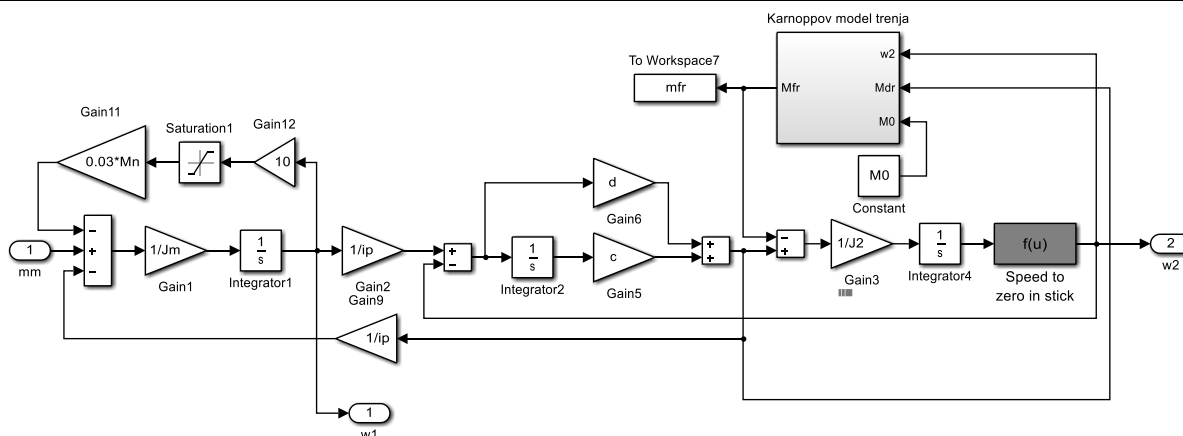 Karnoppov model trenja
To Workspace7
mfr
Mfr
w2
Mdr
M0
M0
Constant
Gain11
0.03*Mn
Saturation1
Gain12
10
1
mm
−
+
−
1/Jm
Gain1
1
s
Integrator1
1/ip
Gain2
+
−
1
s
Integrator2
d
Gain6
c
Gain5
+
+
−
+
1/J2
Gain3
1
s
Integrator4
f(u)
Speed to
zero in stick
2
w2
Gain9
1/ip
1
w1